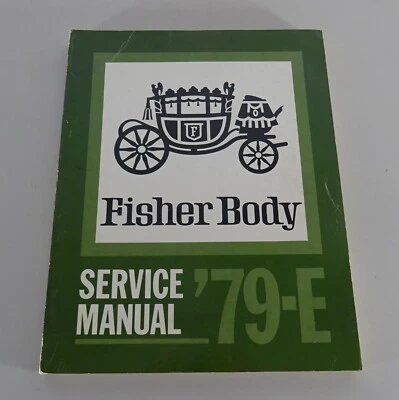 F
Fisher Body
SERVICE
MANUAL '79-E